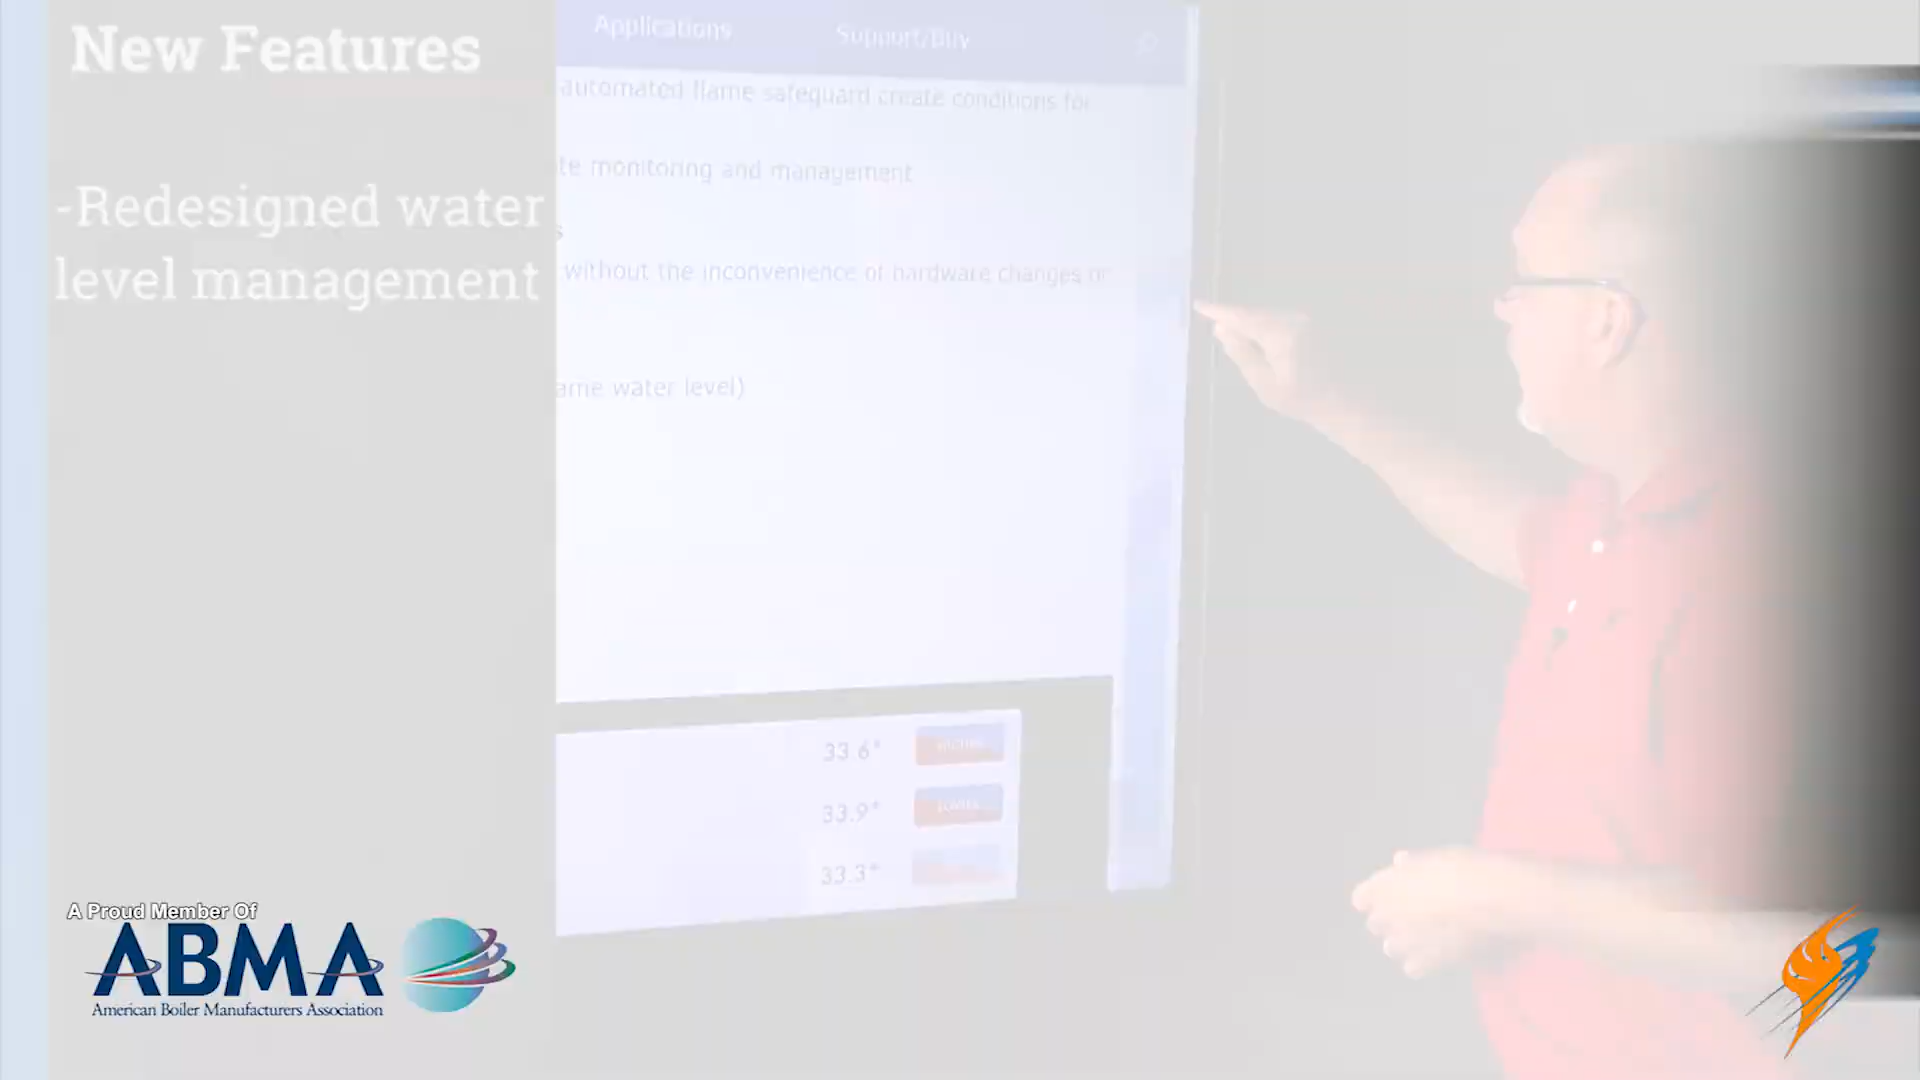 New Features
-Redesigned water
level management
Applications
Support/Buy
automated flame safeguard create conditions for
te monitoring and management
s
without the inconvenience of hardware changes or
ame water level)
33.6"
33.9"
33.3"
A Proud Member Of
ABMA
American Boiler Manufacturers Association